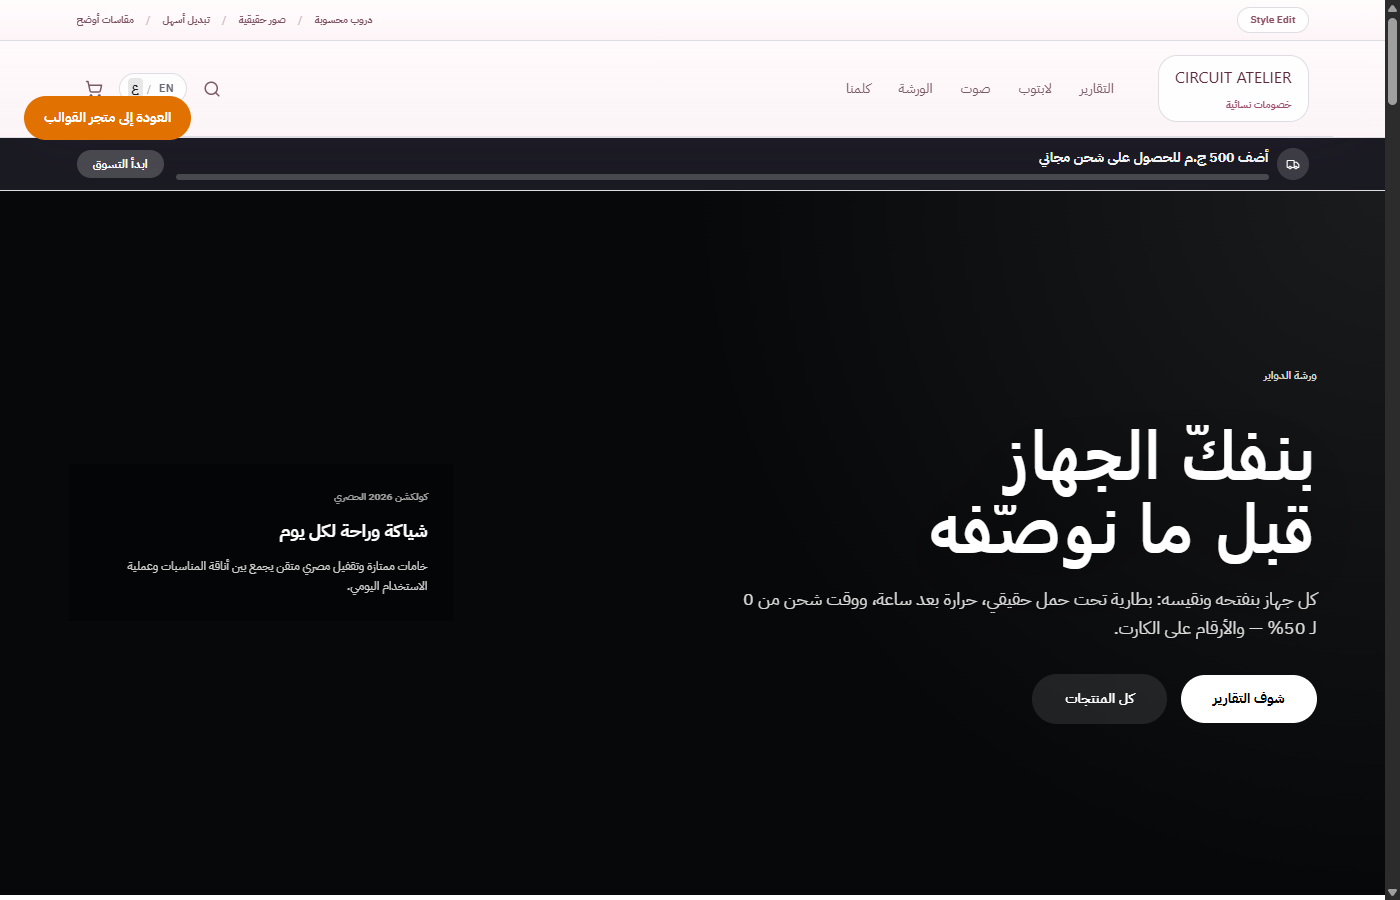 Style Edit
دروب محسوبة / صور حقيقية / تبديل أسهل / مقاسات أوضح
CIRCUIT ATELIER
خصومات نسائية
التقارير
لابتوب
صوت
الورشة
كلمنا
EN / ع
العودة إلى متجر القوالب
أضف 500 ج.م للحصول على شحن مجاني
ابدأ التسوق
ورشة الدواير
بنفكّ الجهاز
قبل ما نوصّفه
كل جهاز بنفتحه ونقيسه: بطارية تحت حمل حقيقي، حرارة بعد ساعة، ووقت شحن من 0
لـ 50% — والأرقام على الكارت.
شوف التقارير
كل المنتجات
كولكشن 2026 الحصري
شياكة وراحة لكل يوم
خامات ممتازة وتقفيل مصري متقن يجمع بين أناقة المناسبات وعملية
الاستخدام اليومي.